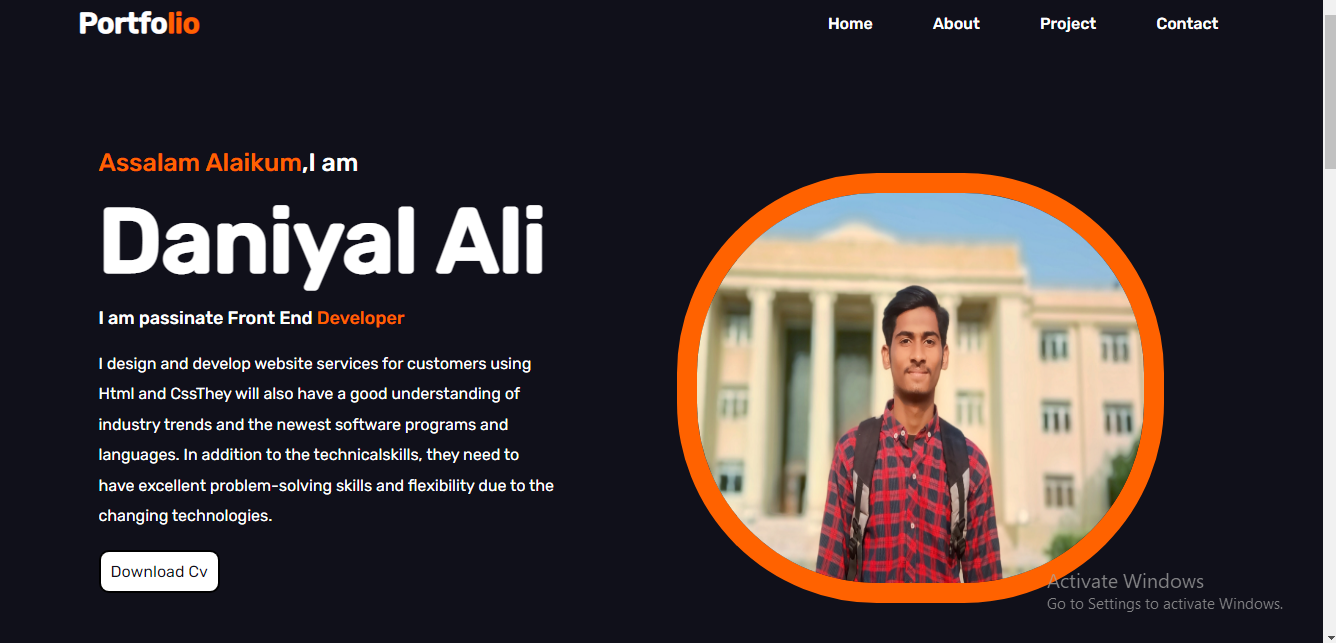 Portfolio
Home About Project Contact
Assalam Alaikum,I am
Daniyal Ali
I am passinate Front End Developer
I design and develop website services for customers using
Html and CssThey will also have a good understanding of
industry trends and the newest software programs and
languages. In addition to the technicalskills, they need to
have excellent problem-solving skills and flexibility due to the
changing technologies.
Download Cv
Activate Windows
Go to Settings to activate Windows.